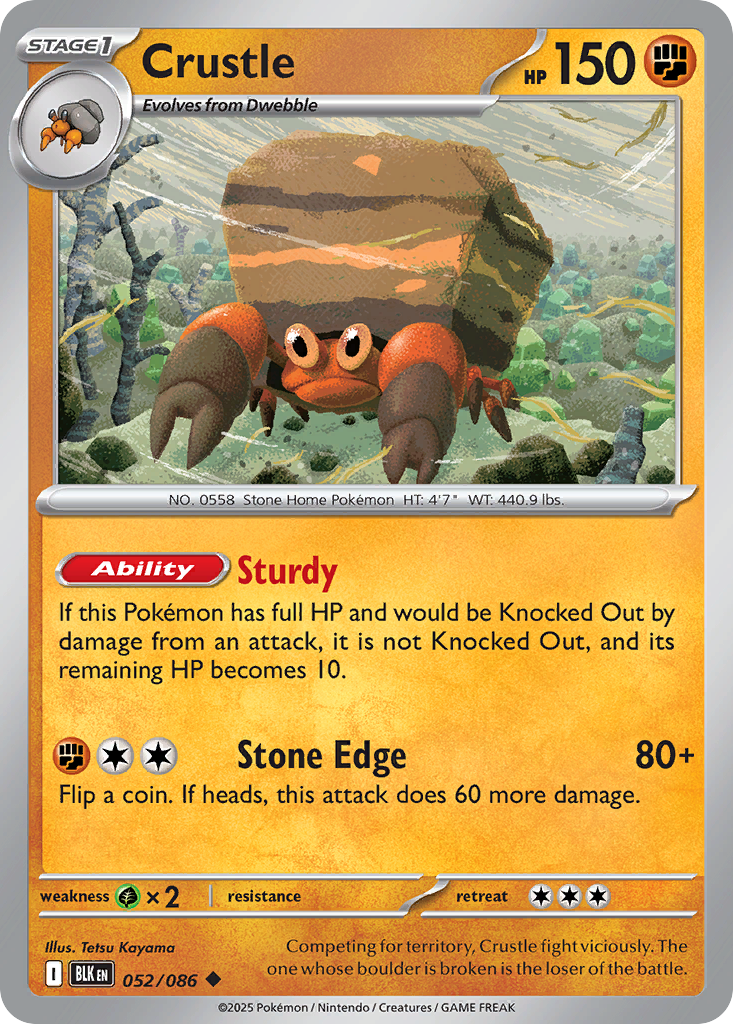 STAGE1
Crustle
HP 150
Evolves from Dwebble
NO. 0558 Stone Home Pokémon HT: 4'7" WT: 440.9 lbs.
Ability Sturdy
If this Pokémon has full HP and would be Knocked Out by
damage from an attack, it is not Knocked Out, and its
remaining HP becomes 10.
Stone Edge 80+
Flip a coin. If heads, this attack does 60 more damage.
weakness ×2 resistance retreat
Illus. Tetsu Kayama
Competing for territory, Crustle fight viciously. The
one whose boulder is broken is the loser of the battle.
I BLK EN 052/086
©2025 Pokémon / Nintendo / Creatures / GAME FREAK